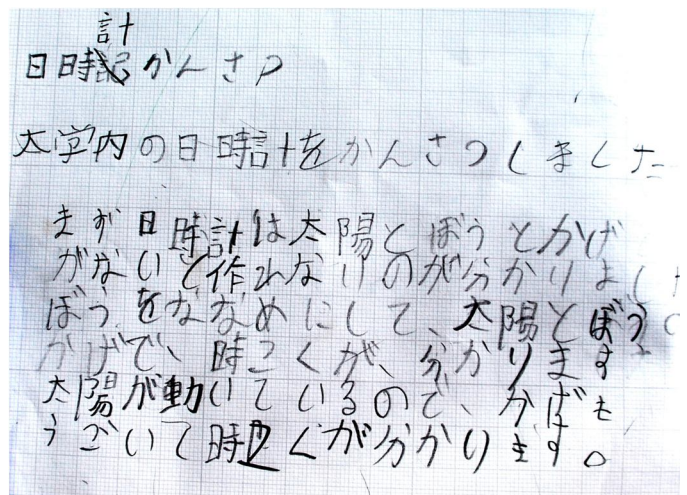 計
日時計かんさつ
大学内の日時計をかんさつしました
まず日時計は太陽とぼうとかげ
がないと作れないのが分かりました
ぼうをななめにして、太陽とぼうの
かげで、時こくが、分かります
太陽が動いているので、かげも
うごいて時こくが分かります。